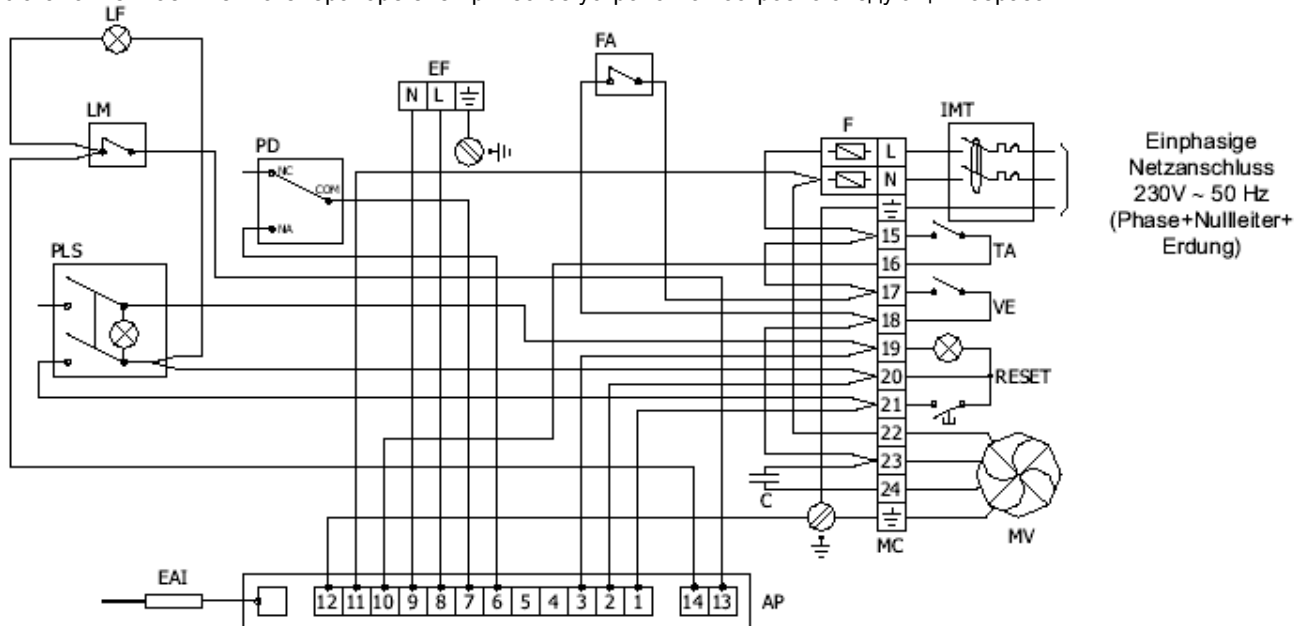 LF
FA
EF
N L
LM
IMT
F
PD
L
NC
N
COM
NA
15
TA
16
PLS
17
VE
18
19
20
RESET
21
22
23
24
C
MC
MV
EAI
12 11 10 9 8 7 6 5 4 3 2 1 14 13
AP
Einphasige
Netzanschluss
230V ~ 50 Hz
(Phase+Nullleiter+
Erdung)